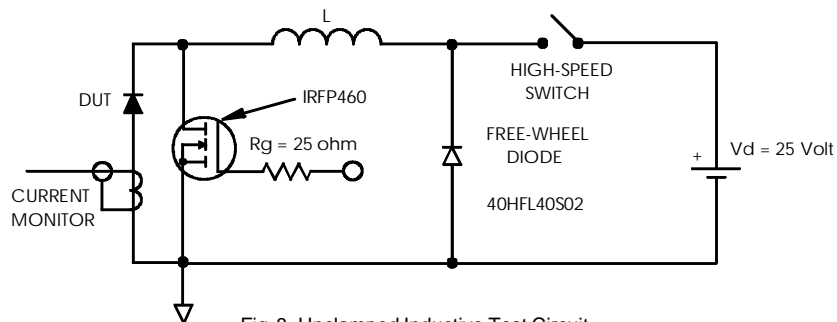 L
HIGH-SPEED
SWITCH
DUT
IRFP460
Rg = 25 ohm
FREE-WHEEL
DIODE
+
Vd = 25 Volt
CURRENT
MONITOR
40HFL40S02